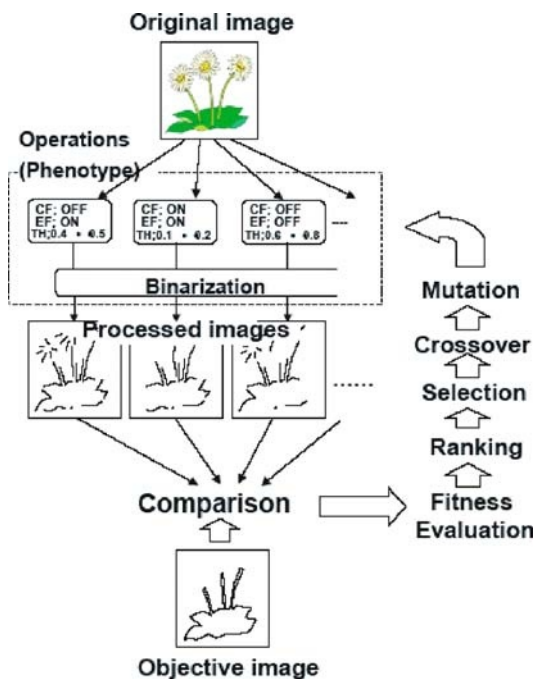 Original image
Operations
(Phenotype)
CF; OFF
EF; ON
TH;0.4 • 0.5
CF; ON
EF; ON
TH;0.1 • 0.2
CF; OFF
EF; OFF
TH;0.6 • 0.8
Binarization
Processed images
Comparison
Objective image
Mutation
Crossover
Selection
Ranking
Fitness
Evaluation